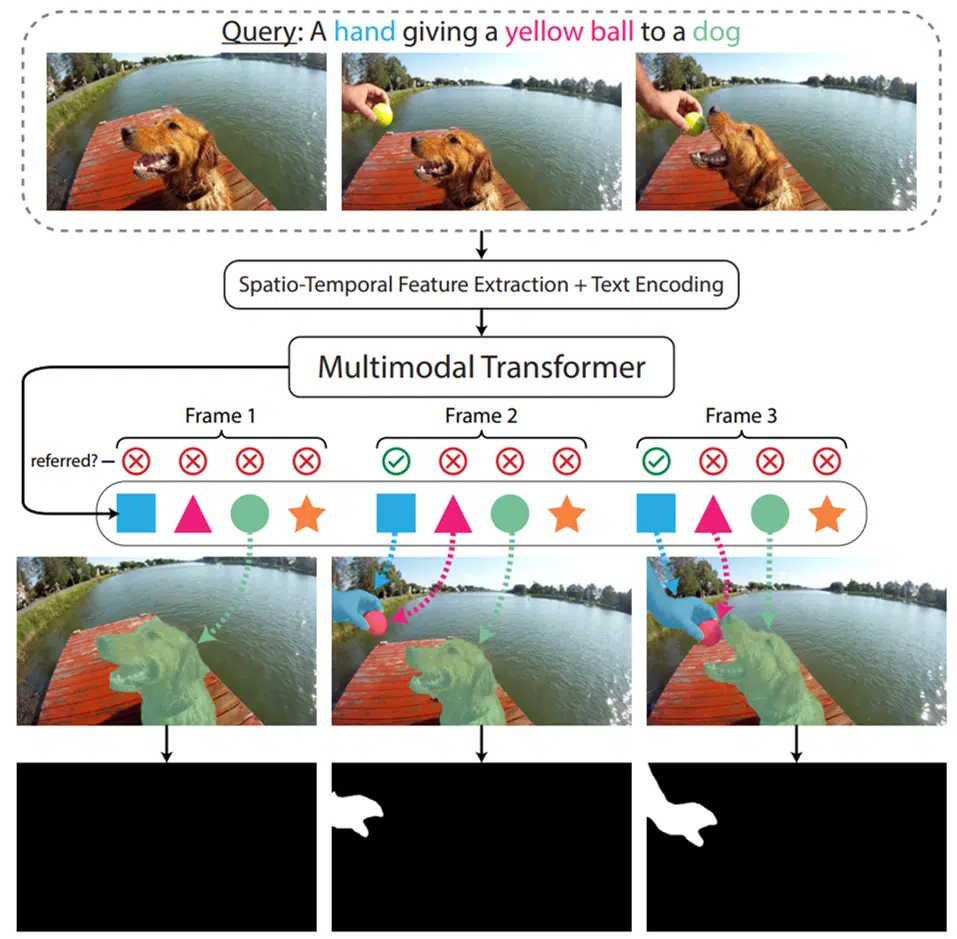 Query: A hand giving a yellow ball to a dog
Spatio-Temporal Feature Extraction + Text Encoding
Multimodal Transformer
Frame 1 Frame 2 Frame 3
referred?